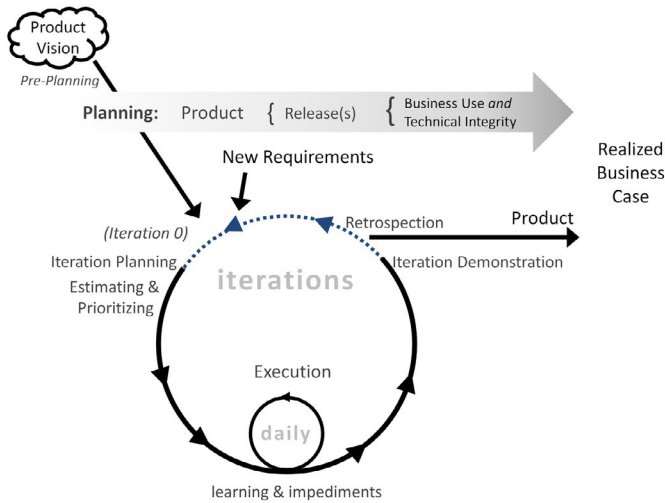 Product
Vision
Pre-Planning
Planning: Product { Release(s) { Business Use and
Technical Integrity
Realized
Business
Case
New Requirements
(Iteration 0)
Retrospection
Product
Iteration Planning
Iteration Demonstration
Estimating &
Prioritizing
iterations
Execution
daily
learning & impediments